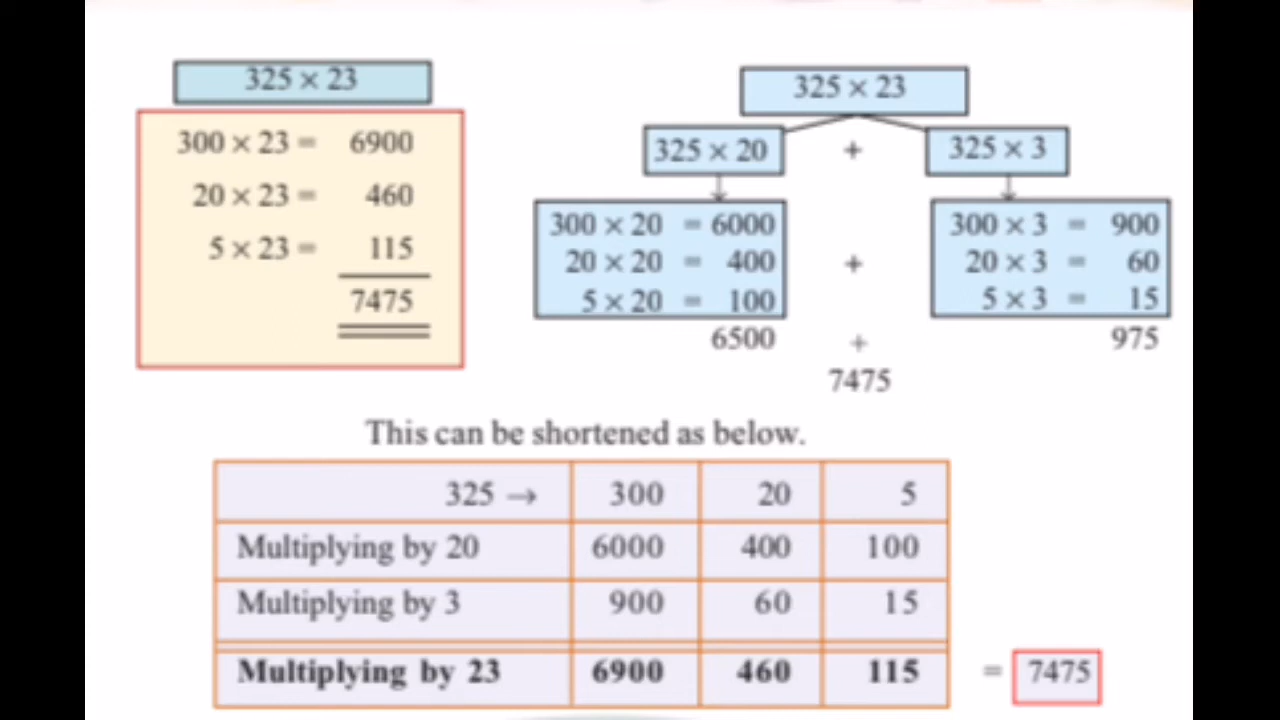 325 × 23
300 × 23 = 6900
20 × 23 = 460
5 × 23 = 115
7475
325 × 23
325 × 20 + 325 × 3
300 × 20 = 6000 300 × 3 = 900
20 × 20 = 400 + 20 × 3 = 60
5 × 20 = 100 5 × 3 = 15
6500 + 975
7475
This can be shortened as below.
325 → 300 20 5
Multiplying by 20 6000 400 100
Multiplying by 3 900 60 15
Multiplying by 23 6900 460 115 = 7475